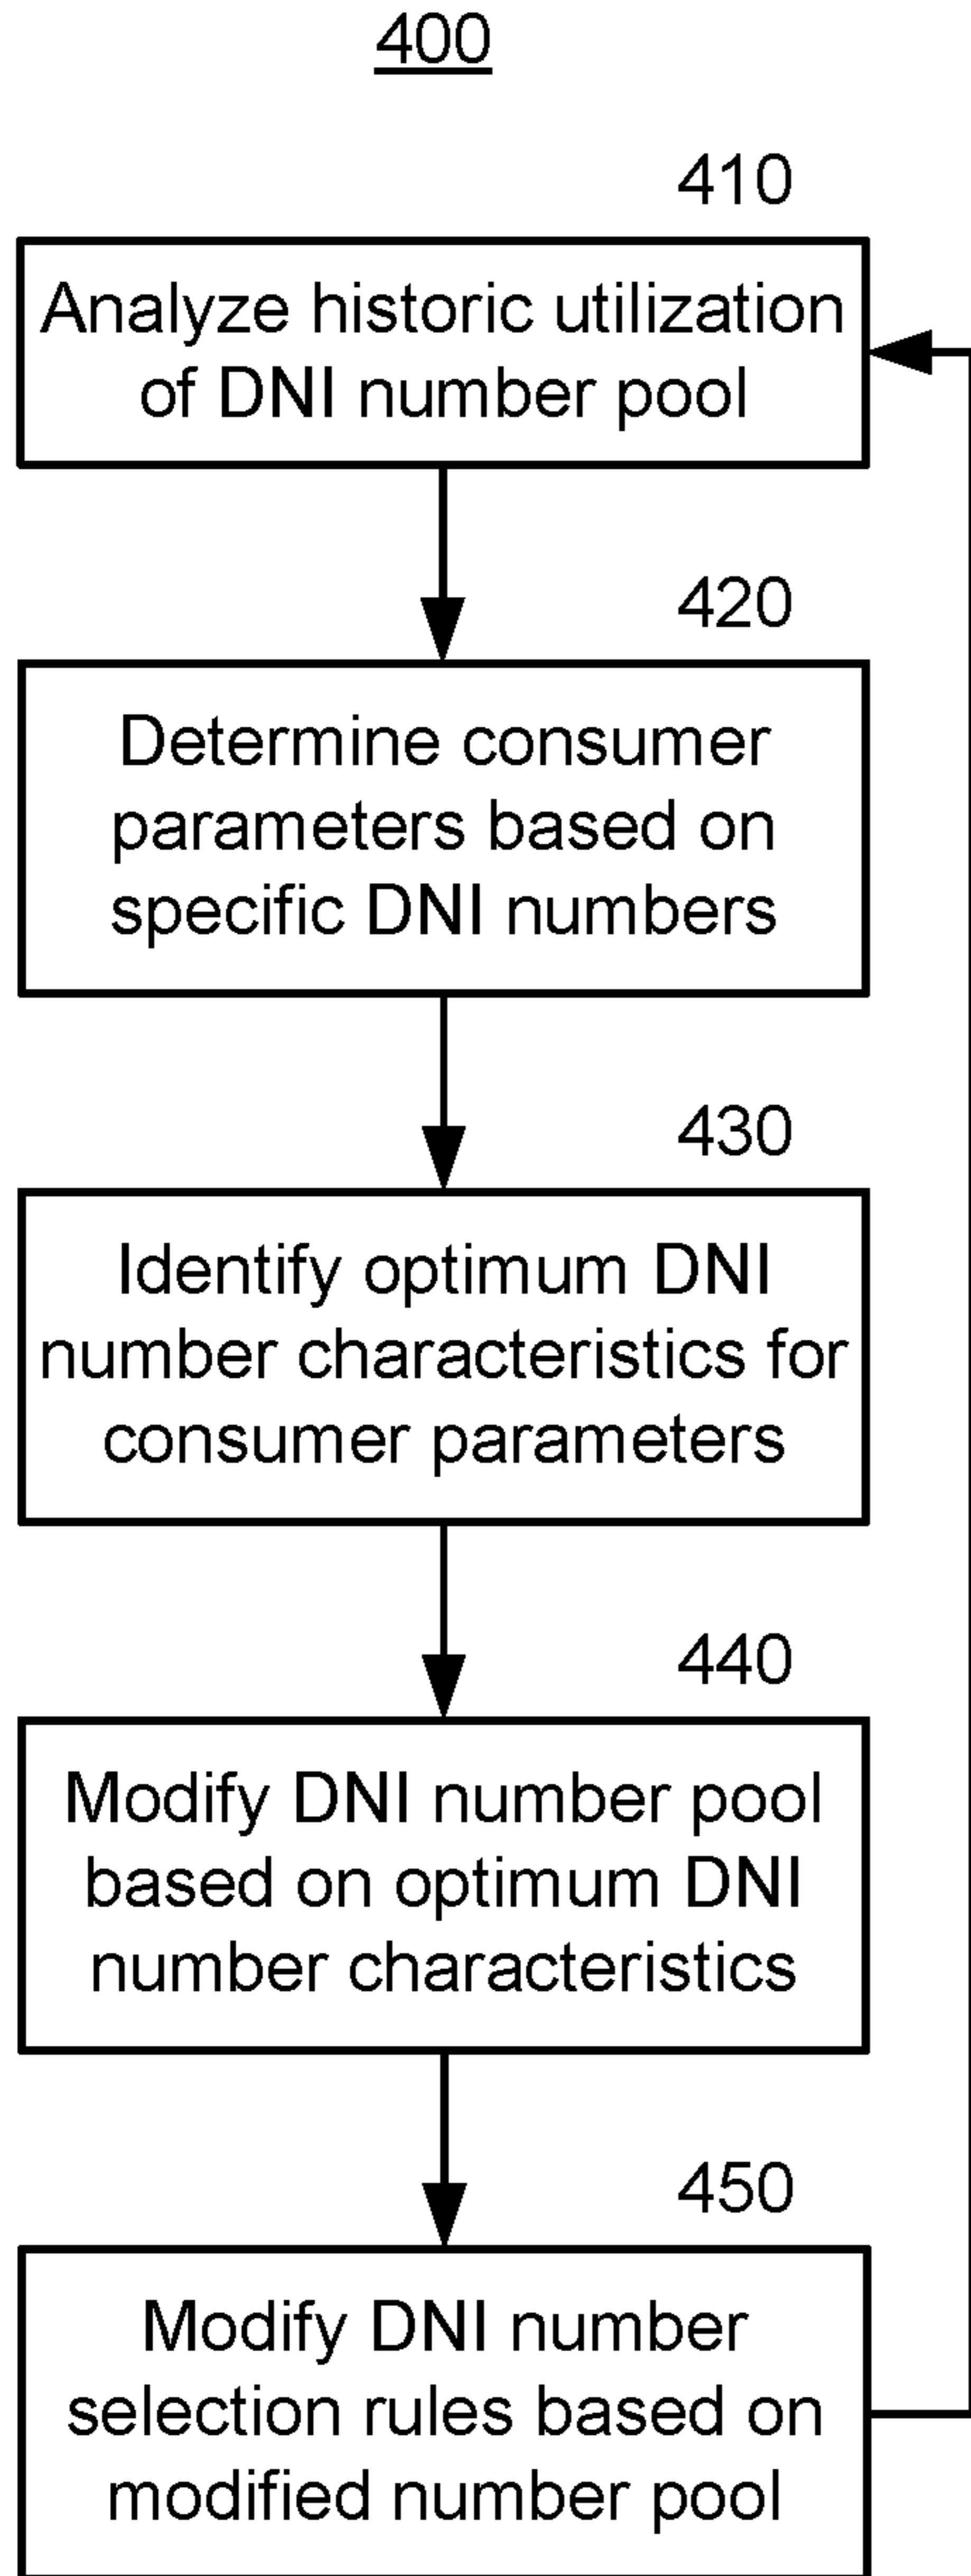 400
410
Analyze historic utilization
of DNI number pool
420
Determine consumer
parameters based on
specific DNI numbers
430
Identify optimum DNI
number characteristics for
consumer parameters
440
Modify DNI number pool
based on optimum DNI
number characteristics
450
Modify DNI number
selection rules based on
modified number pool